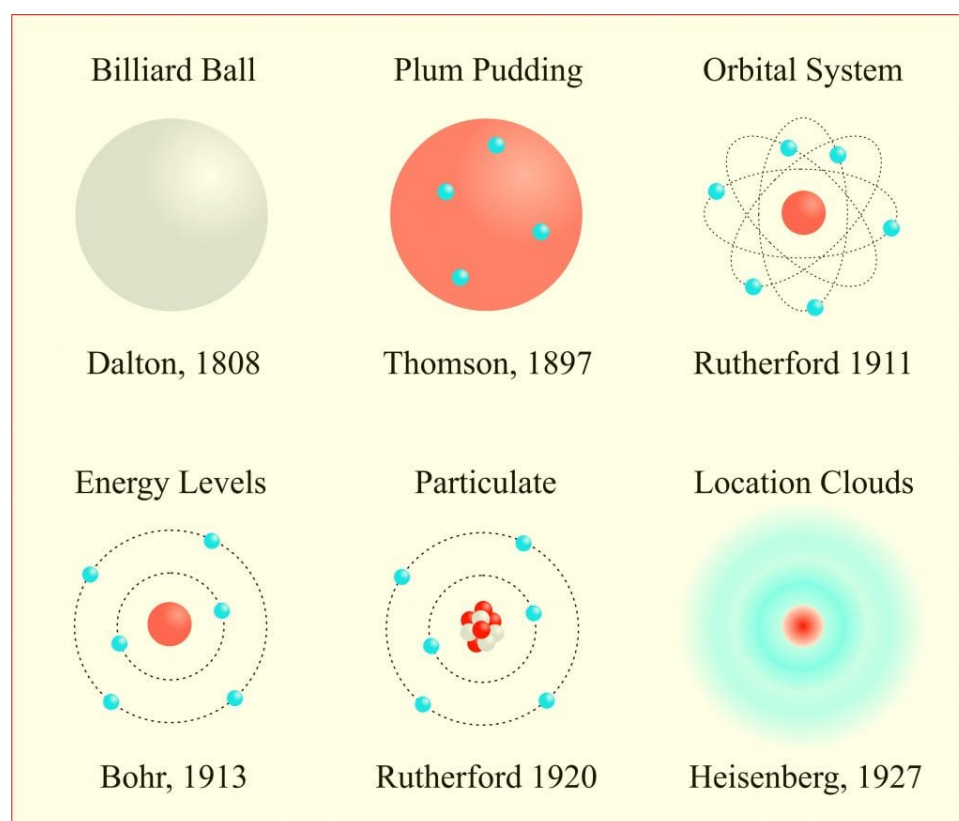 Billiard Ball
Plum Pudding
Orbital System
Dalton, 1808
Thomson, 1897
Rutherford 1911
Energy Levels
Particulate
Location Clouds
Bohr, 1913
Rutherford 1920
Heisenberg, 1927